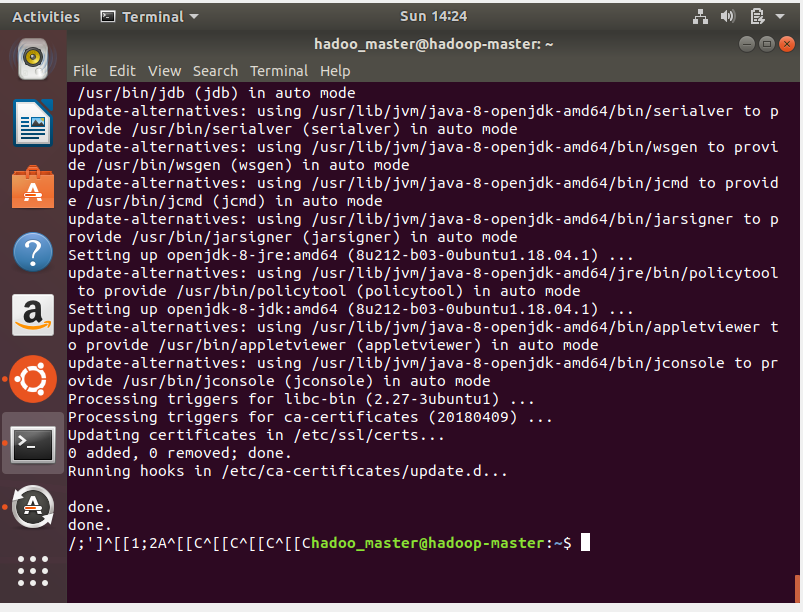 Activities Terminal Sun 14:24
hadoo_master@hadoop-master: ~
File Edit View Search Terminal Help
/usr/bin/jdb (jdb) in auto mode
update-alternatives: using /usr/lib/jvm/java-8-openjdk-amd64/bin/serialver to p
rovide /usr/bin/serialver (serialver) in auto mode
update-alternatives: using /usr/lib/jvm/java-8-openjdk-amd64/bin/wsgen to provi
de /usr/bin/wsgen (wsgen) in auto mode
update-alternatives: using /usr/lib/jvm/java-8-openjdk-amd64/bin/jcmd to provid
e /usr/bin/jcmd (jcmd) in auto mode
update-alternatives: using /usr/lib/jvm/java-8-openjdk-amd64/bin/jarsigner to p
rovide /usr/bin/jarsigner (jarsigner) in auto mode
Setting up openjdk-8-jre:amd64 (8u212-b03-0ubuntu1.18.04.1) ...
update-alternatives: using /usr/lib/jvm/java-8-openjdk-amd64/jre/bin/policytool
 to provide /usr/bin/policytool (policytool) in auto mode
Setting up openjdk-8-jdk:amd64 (8u212-b03-0ubuntu1.18.04.1) ...
update-alternatives: using /usr/lib/jvm/java-8-openjdk-amd64/bin/appletviewer t
o provide /usr/bin/appletviewer (appletviewer) in auto mode
update-alternatives: using /usr/lib/jvm/java-8-openjdk-amd64/bin/jconsole to pr
ovide /usr/bin/jconsole (jconsole) in auto mode
Processing triggers for libc-bin (2.27-3ubuntu1) ...
Processing triggers for ca-certificates (20180409) ...
Updating certificates in /etc/ssl/certs...
0 added, 0 removed; done.
Running hooks in /etc/ca-certificates/update.d...
done.
done.
/;']^[[1;2A^[[C^[[C^[[C^[[Chadoo_master@hadoop-master:~$